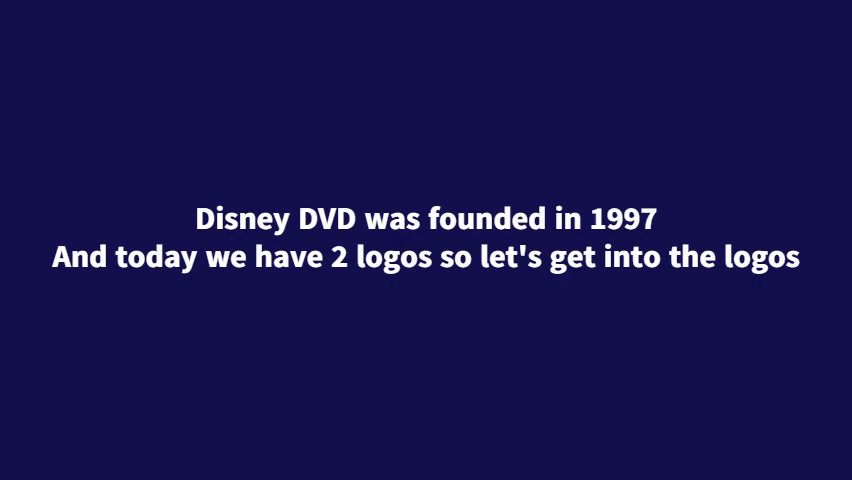 Disney DVD was founded in 1997
And today we have 2 logos so let's get into the logos